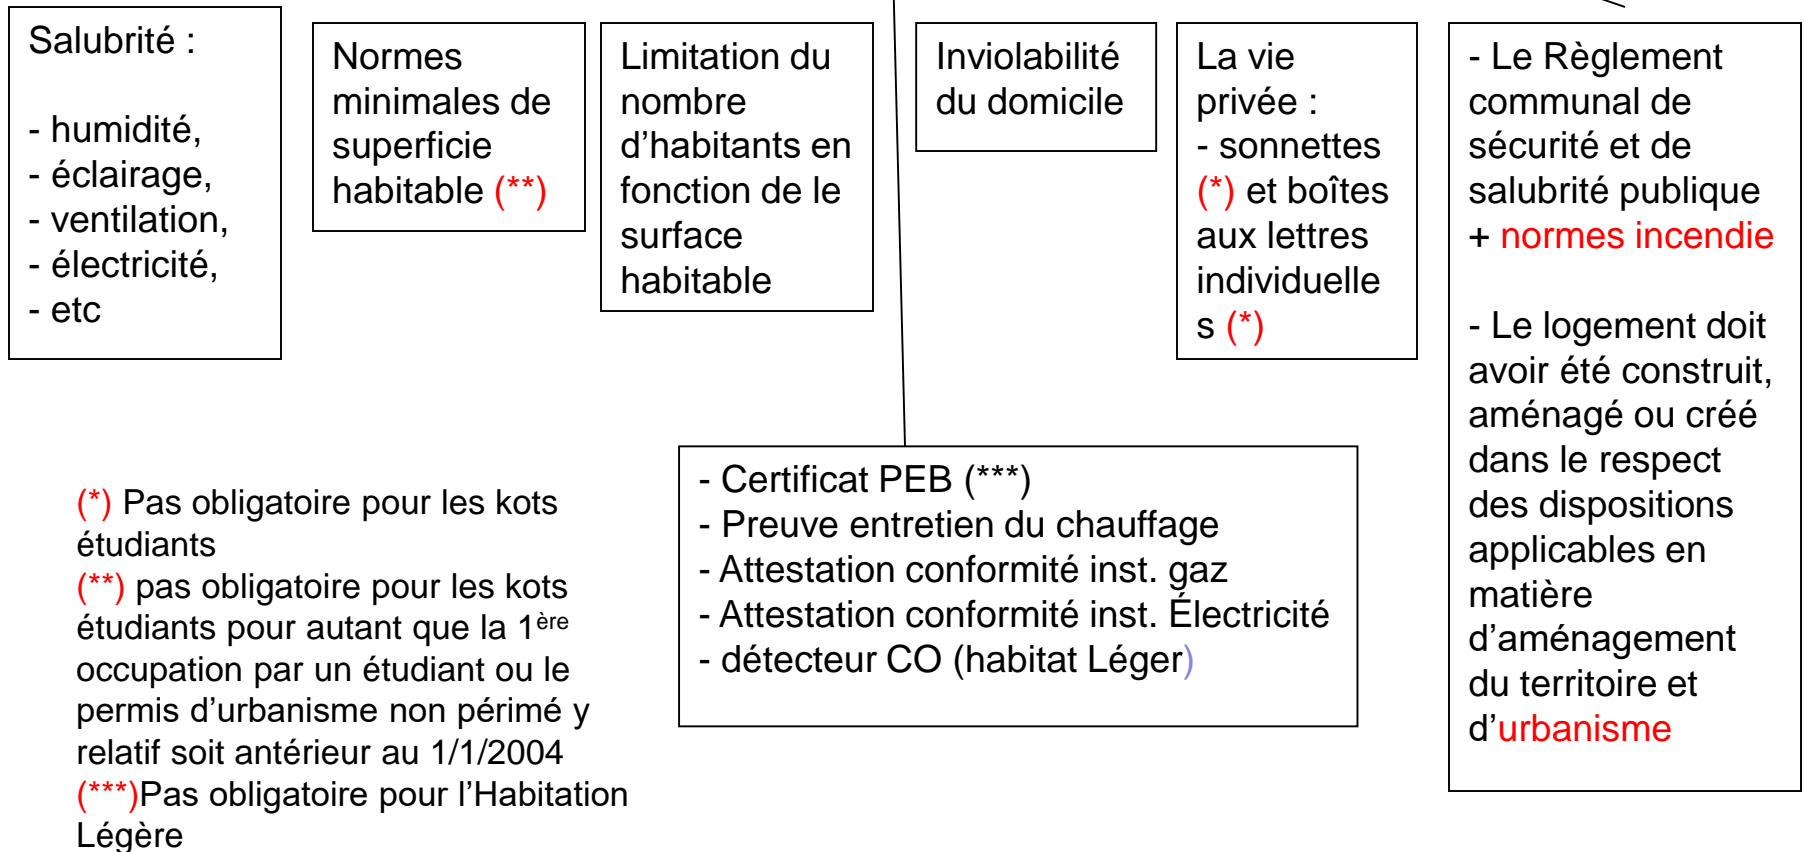 Salubrité :
- humidité,
- éclairage,
- ventilation,
- électricité,
- etc
Normes
minimales de
superficie
habitable (**)
Limitation du
nombre
d’habitants en
fonction de le
surface
habitable
Inviolabilité
du domicile
La vie
privée :
- sonnettes
(*) et boîtes
aux lettres
individuelle
s (*)
- Le Règlement
communal de
sécurité et de
salubrité publique
+ normes incendie
- Le logement doit
avoir été construit,
aménagé ou créé
dans le respect
des dispositions
applicables en
matière
d’aménagement
du territoire et
d’urbanisme
- Certificat PEB (***)
- Preuve entretien du chauffage
- Attestation conformité inst. gaz
- Attestation conformité inst. Électricité
- détecteur CO (habitat Léger)
(*) Pas obligatoire pour les kots
étudiants
(**) pas obligatoire pour les kots
étudiants pour autant que la 1ère
occupation par un étudiant ou le
permis d’urbanisme non périmé y
relatif soit antérieur au 1/1/2004
(***)Pas obligatoire pour l’Habitation
Légère